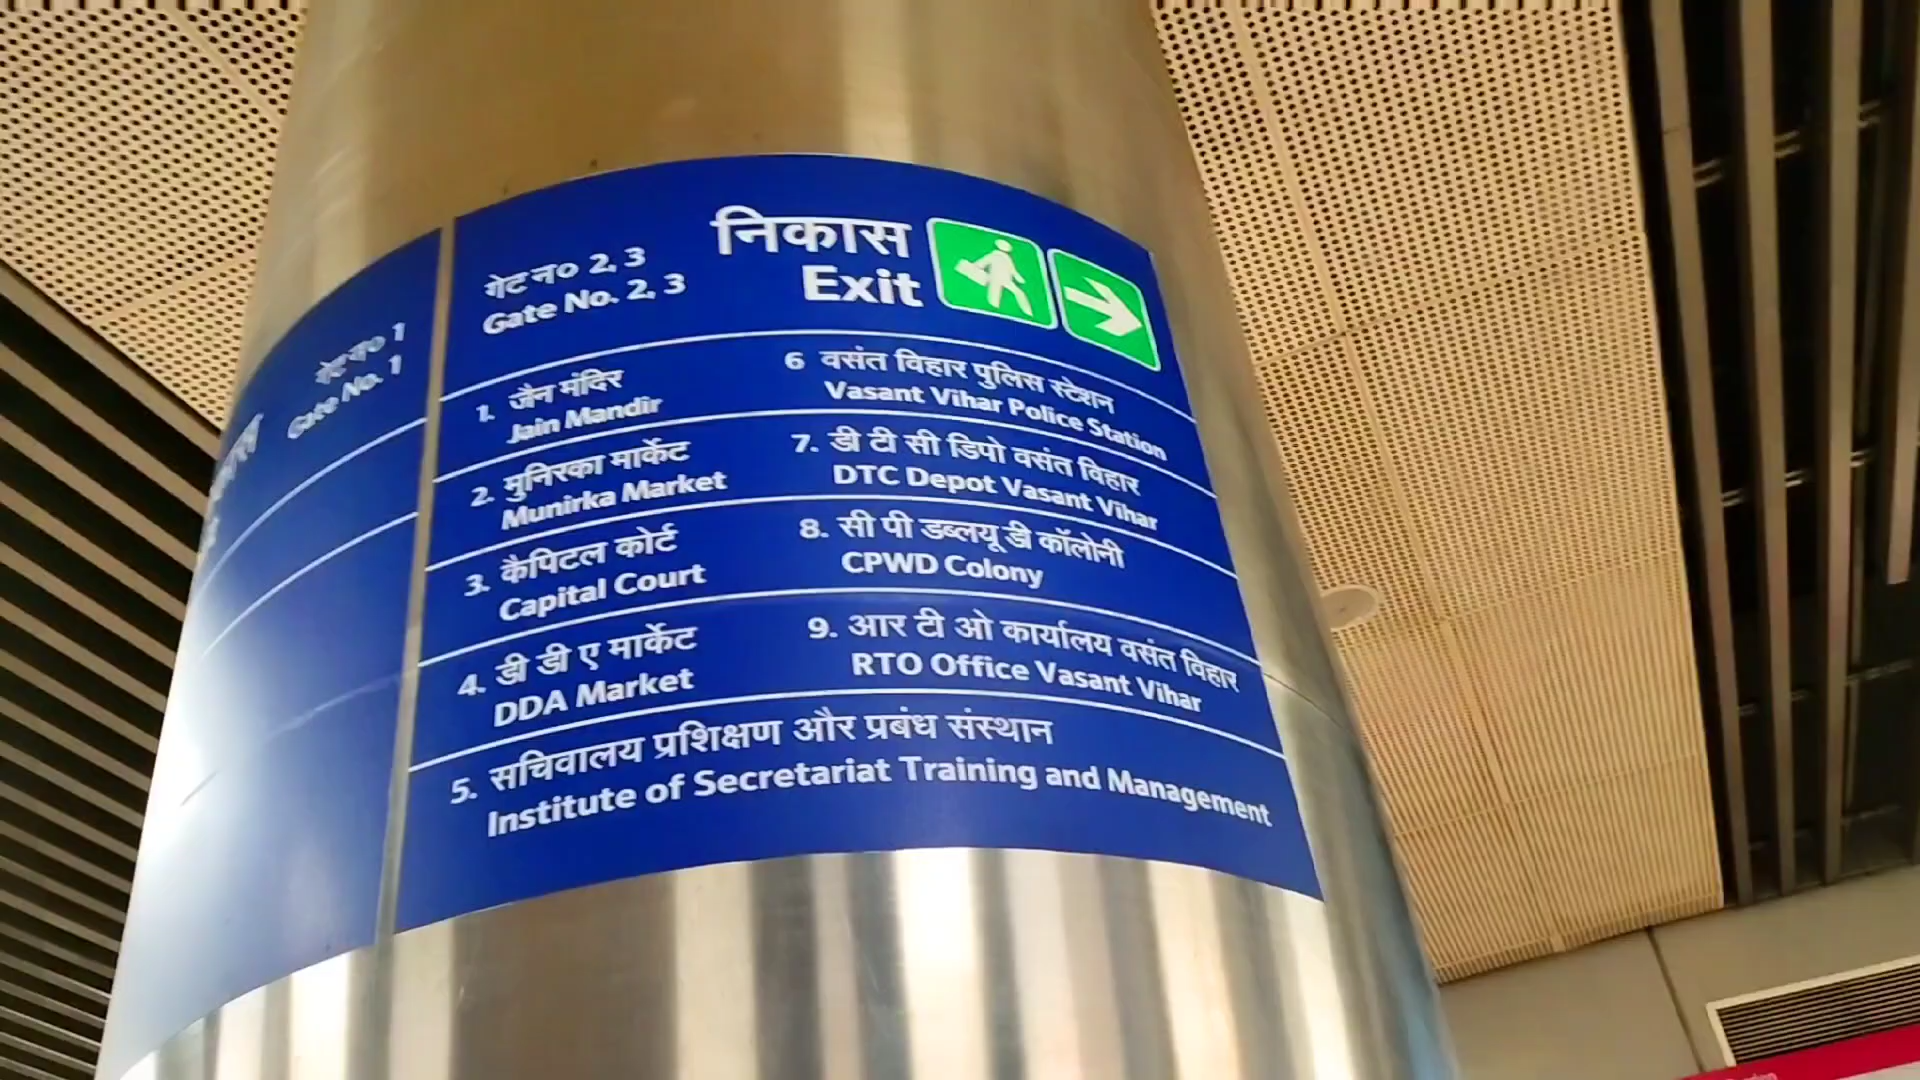 गेट न० 1
Gate No. 1
गेट न० 2, 3
Gate No. 2, 3
निकास
Exit
1. जैन मंदिर
Jain Mandir
2. मुनिरका मार्केट
Munirka Market
3. कैपिटल कोर्ट
Capital Court
4. डी डी ए मार्केट
DDA Market
5. सचिवालय प्रशिक्षण और प्रबंध संस्थान
Institute of Secretariat Training and Management
6 वसंत विहार पुलिस स्टेशन
Vasant Vihar Police Station
7. डी टी सी डिपो वसंत विहार
DTC Depot Vasant Vihar
8. सी पी डब्लयू डी कॉलोनी
CPWD Colony
9. आर टी ओ कार्यालय वसंत विहार
RTO Office Vasant Vihar